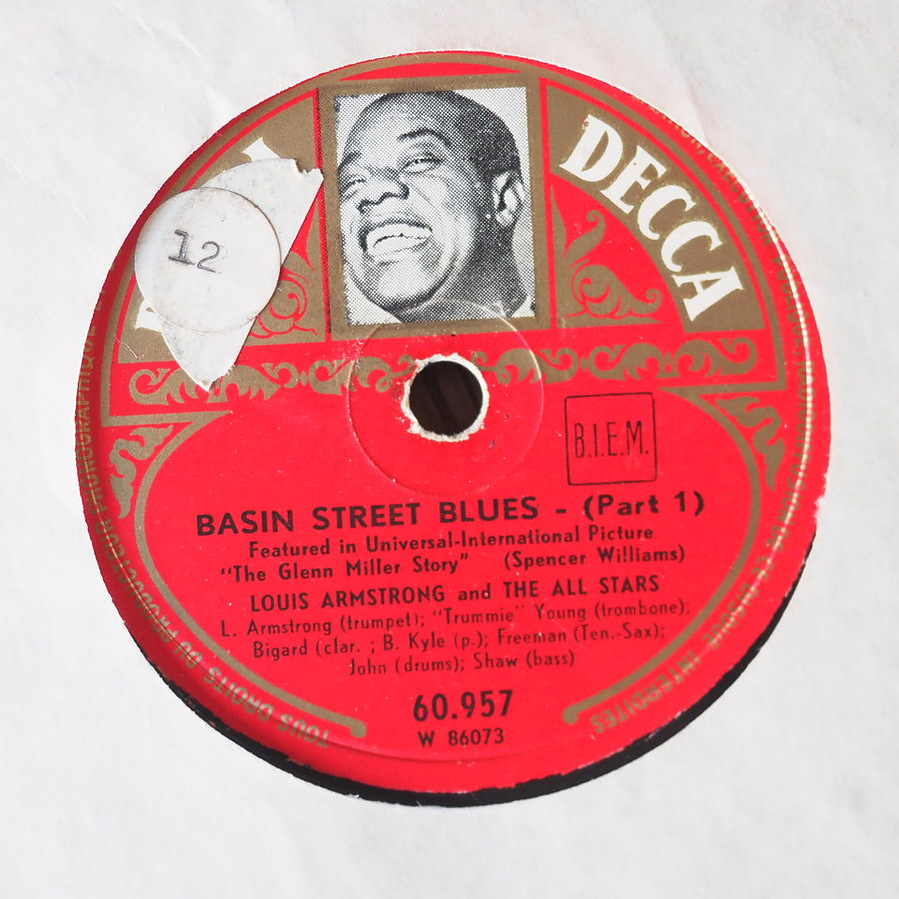 DECCA
12
B.I.E.M.
BASIN STREET BLUES - (Part 1)
Featured in Universal-International Picture
"The Glenn Miller Story" (Spencer Williams)
LOUIS ARMSTRONG and THE ALL STARS
L. Armstrong (trumpet); "Trummie" Young (trombone);
Bigard (clar. ; B. Kyle (p.); Freeman (Ten.-Sax);
John (drums); Shaw (bass)
60.957
W 86073
TOUS DROITS DU PRODUCTEUR PHONOGRAPHIQUE
INTERDITES